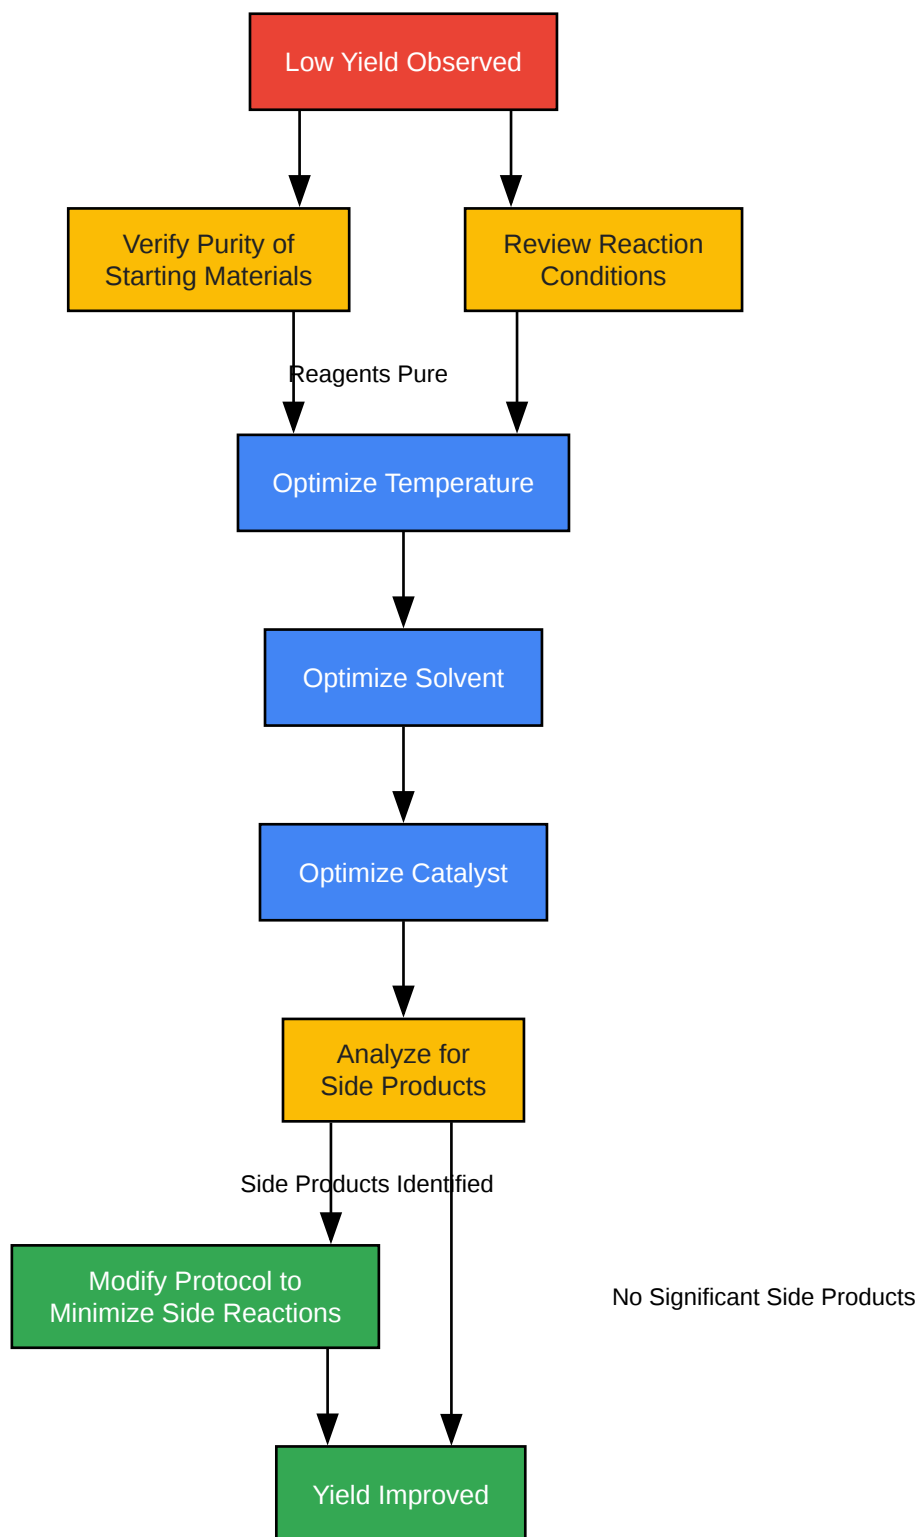 Low Yield Observed
Verify Purity of
Starting Materials
Review Reaction
Conditions
Reagents Pure
Optimize Temperature
Optimize Solvent
Optimize Catalyst
Analyze for
Side Products
Side Products Identified
Modify Protocol to
Minimize Side Reactions
No Significant Side Products
Yield Improved